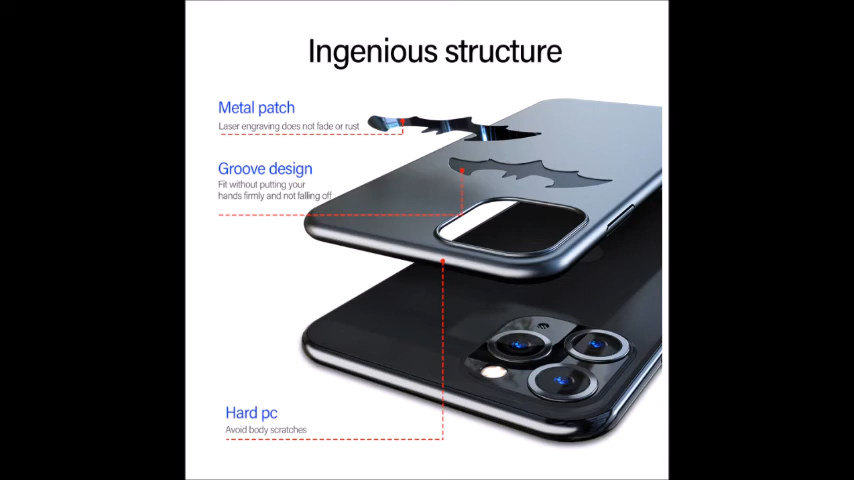 Ingenious structure
Metal patch
Laser engraving does not fade or rust
Groove design
Fit without putting your
hands firmly and not falling off
Hard pc
Avoid body scratches